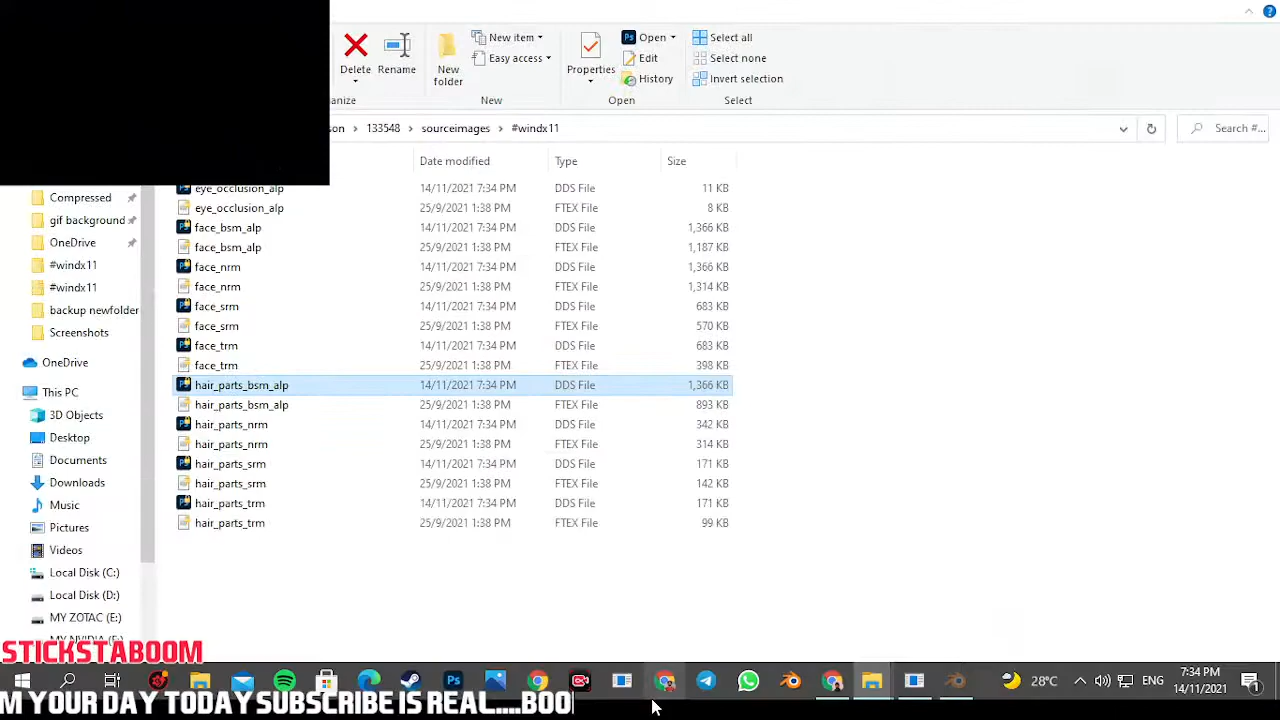 Delete
Rename
New
folder
New item
Easy access
Properties
Open
Edit
History
Select all
Select none
Invert selection
anize
New
Open
Select
son > 133548 > sourceimages > #windx11
Search #...
Date modified
Type
Size
Compressed
gif background
OneDrive
#windx11
#windx11
backup newfolder
Screenshots
OneDrive
This PC
3D Objects
Desktop
Documents
Downloads
Music
Pictures
Videos
Local Disk (C:)
Local Disk (D:)
MY ZOTAC (E:)
eye_occlusion_alp 14/11/2021 7:34 PM DDS File 11 KB
eye_occlusion_alp 25/9/2021 1:38 PM FTEX File 8 KB
face_bsm_alp 14/11/2021 7:34 PM DDS File 1,366 KB
face_bsm_alp 25/9/2021 1:38 PM FTEX File 1,187 KB
face_nrm 14/11/2021 7:34 PM DDS File 1,366 KB
face_nrm 25/9/2021 1:38 PM FTEX File 1,314 KB
face_srm 14/11/2021 7:34 PM DDS File 683 KB
face_srm 25/9/2021 1:38 PM FTEX File 570 KB
face_trm 14/11/2021 7:34 PM DDS File 683 KB
face_trm 25/9/2021 1:38 PM FTEX File 398 KB
hair_parts_bsm_alp 14/11/2021 7:34 PM DDS File 1,366 KB
hair_parts_bsm_alp 25/9/2021 1:38 PM FTEX File 893 KB
hair_parts_nrm 14/11/2021 7:34 PM DDS File 342 KB
hair_parts_nrm 25/9/2021 1:38 PM FTEX File 314 KB
hair_parts_srm 14/11/2021 7:34 PM DDS File 171 KB
hair_parts_srm 25/9/2021 1:38 PM FTEX File 142 KB
hair_parts_trm 14/11/2021 7:34 PM DDS File 171 KB
hair_parts_trm 25/9/2021 1:38 PM FTEX File 99 KB
STICKSTABOOM
28°C
ENG
7:34 PM
14/11/2021
M YOUR DAY TODAY SUBSCRIBE IS REAL....BOO